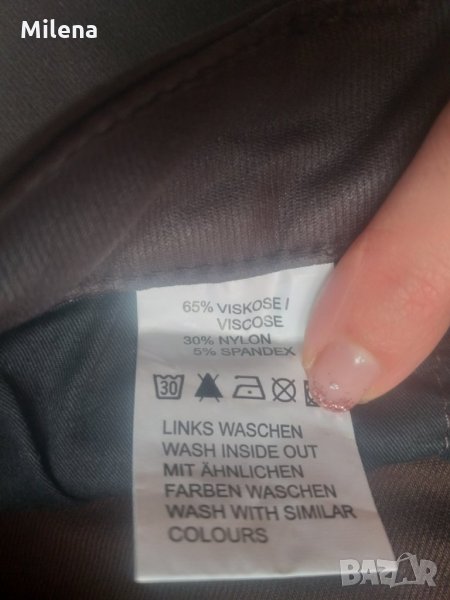 Milena
65% VISKOSE /
VISCOSE
30% NYLON
5% SPANDEX
30
LINKS WASCHEN
WASH INSIDE OUT
MIT ÄHNLICHEN
FARBEN WASCHEN
WASH WITH SIMILAR
COLOURS
BAZAR